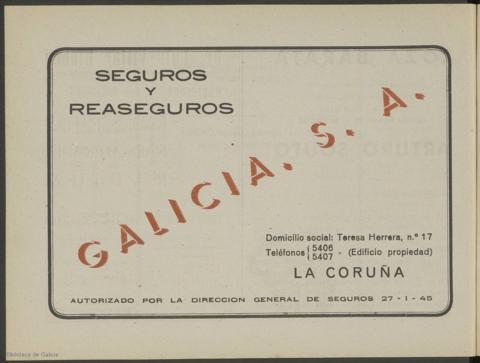 SEGUROS
Y
REASEGUROS
GALICIA. S. A.
Domicilio social: Teresa Herrera, n.º 17
Teléfonos { 5406
5407 - (Edificio propiedad)
LA CORUÑA
AUTORIZADO POR LA DIRECCION GENERAL DE SEGUROS 27 - I - 45
Biblioteca de Galicia